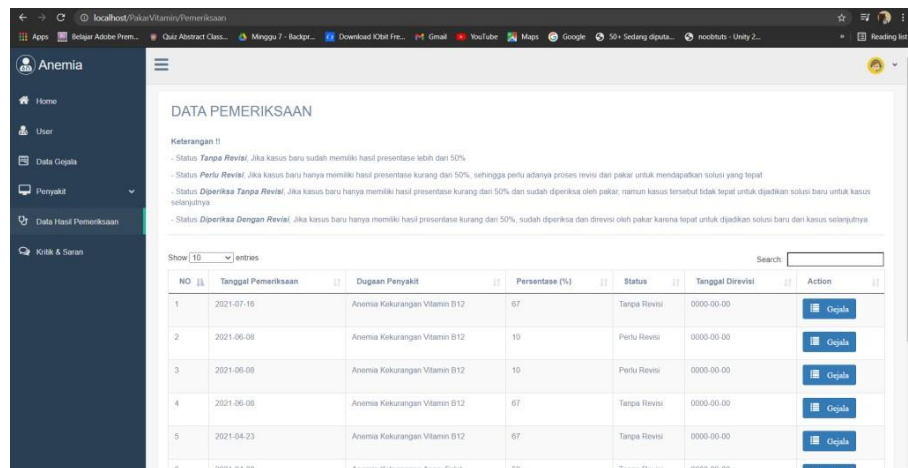 localhost/PakarVitamin/Pemeriksaan
Apps Belajar Adobe Prem... Quiz Abstract Class... Minggu 7 - Backpr... Download IObit Fre... Gmail YouTube Maps Google 50+ Sedang diputa... noobtuts - Unity 2... » Reading list
Anemia
Home
User
Data Gejala
Penyakit
Data Hasil Pemeriksaan
Kritik & Saran
DATA PEMERIKSAAN
Keterangan !!
- Status Tanpa Revisi, Jika kasus baru sudah memiliki hasil presentase lebih dari 50%
- Status Perlu Revisi, Jika kasus baru hanya memiliki hasil presentase kurang dari 50%, sehingga perlu adanya proses revisi dari pakar untuk mendapatkan solusi yang tepat
- Status Diperiksa Tanpa Revisi, Jika kasus baru hanya memiliki hasil presentase kurang dari 50% dan sudah diperiksa oleh pakar, namun kasus tersebut tidak tepat untuk dijadikan solusi baru untuk kasus
selanjutnya
- Status Diperiksa Dengan Revisi, Jika kasus baru hanya memiliki hasil presentase kurang dari 50%, sudah diperiksa dan direvisi oleh pakar karena tepat untuk dijadikan solusi baru dari kasus selanjutnya
Show 10 entries Search:
NO Tanggal Pemeriksaan Dugaan Penyakit Persentase (%) Status Tanggal Direvisi Action
1 2021-07-16 Anemia Kekurangan Vitamin B12 67 Tanpa Revisi 0000-00-00 Gejala
2 2021-06-08 Anemia Kekurangan Vitamin B12 10 Perlu Revisi 0000-00-00 Gejala
3 2021-06-08 Anemia Kekurangan Vitamin B12 10 Perlu Revisi 0000-00-00 Gejala
4 2021-06-08 Anemia Kekurangan Vitamin B12 67 Tanpa Revisi 0000-00-00 Gejala
5 2021-04-23 Anemia Kekurangan Vitamin B12 67 Tanpa Revisi 0000-00-00 Gejala